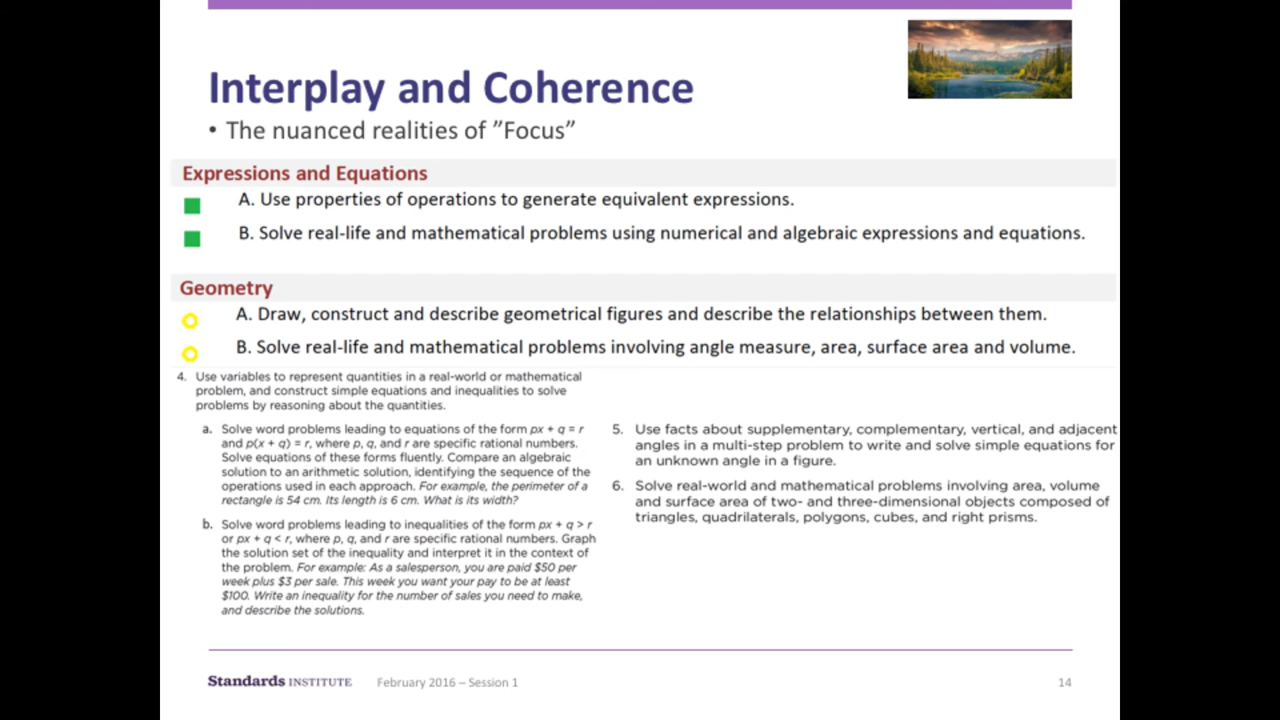 Interplay and Coherence
• The nuanced realities of ”Focus”
Expressions and Equations
A. Use properties of operations to generate equivalent expressions.
B. Solve real-life and mathematical problems using numerical and algebraic expressions and equations.
Geometry
A. Draw, construct and describe geometrical figures and describe the relationships between them.
B. Solve real-life and mathematical problems involving angle measure, area, surface area and volume.
4. Use variables to represent quantities in a real-world or mathematical
problem, and construct simple equations and inequalities to solve
problems by reasoning about the quantities.
a. Solve word problems leading to equations of the form px + q = r
and p(x + q) = r, where p, q, and r are specific rational numbers.
Solve equations of these forms fluently. Compare an algebraic
solution to an arithmetic solution, identifying the sequence of the
operations used in each approach. For example, the perimeter of a
rectangle is 54 cm. Its length is 6 cm. What is its width?
b. Solve word problems leading to inequalities of the form px + q > r
or px + q < r, where p, q, and r are specific rational numbers. Graph
the solution set of the inequality and interpret it in the context of
the problem. For example: As a salesperson, you are paid $50 per
week plus $3 per sale. This week you want your pay to be at least
$100. Write an inequality for the number of sales you need to make,
and describe the solutions.
5. Use facts about supplementary, complementary, vertical, and adjacent
angles in a multi-step problem to write and solve simple equations for
an unknown angle in a figure.
6. Solve real-world and mathematical problems involving area, volume
and surface area of two- and three-dimensional objects composed of
triangles, quadrilaterals, polygons, cubes, and right prisms.
Standards INSTITUTE February 2016 – Session 1 14